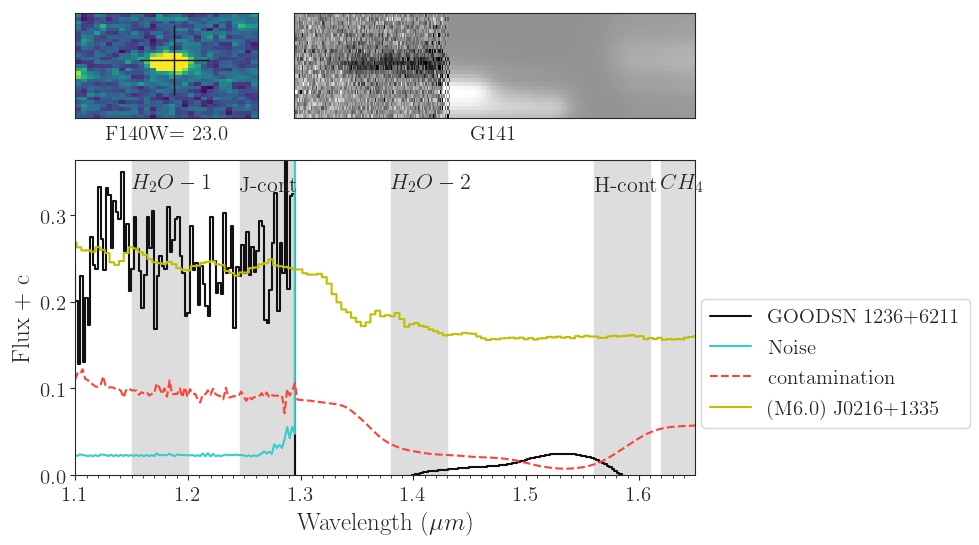 F140W= 23.0
G141
H₂O − 1
J-cont
H₂O − 2
H-cont
CH₄
Flux + c
0.3
0.2
0.1
0.0
1.1
1.2
1.3
1.4
1.5
1.6
Wavelength (μm)
GOODSN 1236+6211
Noise
contamination
(M6.0) J0216+1335